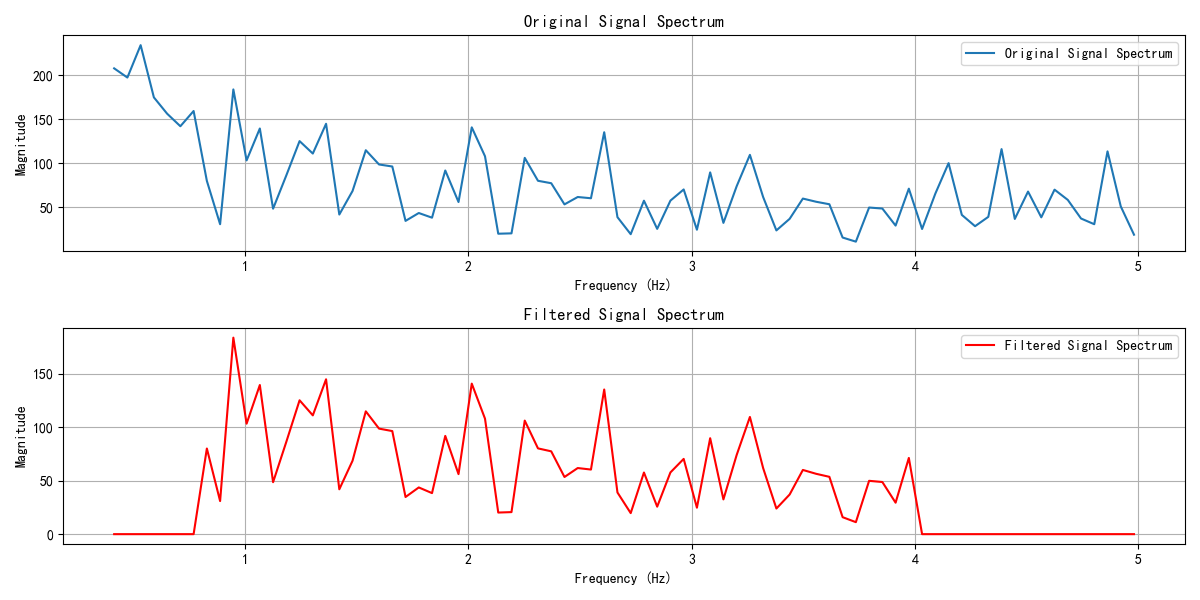 Original Signal Spectrum
Original Signal Spectrum
200
150
100
50
Magnitude
1 2 3 4 5
Frequency (Hz)
Filtered Signal Spectrum
Filtered Signal Spectrum
150
100
50
0
Magnitude
1 2 3 4 5
Frequency (Hz)